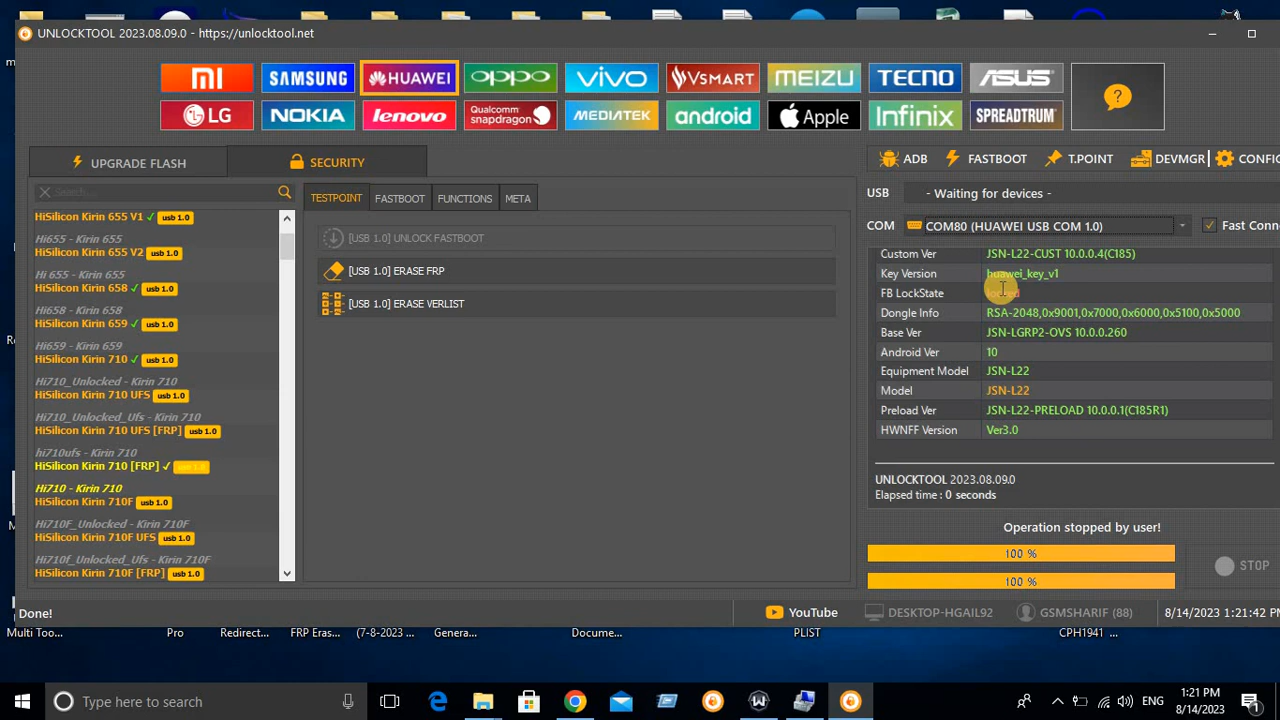 UNLOCKTOOL 2023.08.09.0 - https://unlocktool.net
MI SAMSUNG HUAWEI OPPO vivo VSMART MEIZU TECNO ASUS
LG NOKIA lenovo Qualcomm snapdragon MEDIATEK android Apple Infinix SPREADTRUM ?
UPGRADE FLASH SECURITY
ADB FASTBOOT T.POINT DEVMGR CONFIG
Search...
TESTPOINT FASTBOOT FUNCTIONS META
USB - Waiting for devices -
COM COM80 (HUAWEI USB COM 1.0) Fast Conn
HiSilicon Kirin 655 V1 ✓ usb 1.0
Hi655 - Kirin 655
HiSilicon Kirin 655 V2 usb 1.0
Hi 655 - Kirin 655
HiSilicon Kirin 658 ✓ usb 1.0
Hi658 - Kirin 658
HiSilicon Kirin 659 ✓ usb 1.0
Hi659 - Kirin 659
HiSilicon Kirin 710 ✓ usb 1.0
Hi710_Unlocked - Kirin 710
HiSilicon Kirin 710 UFS usb 1.0
Hi710_Unlocked_Ufs - Kirin 710
HiSilicon Kirin 710 UFS [FRP] usb 1.0
hi710ufs - Kirin 710
HiSilicon Kirin 710 [FRP] ✓ usb 1.0
Hi710 - Kirin 710
HiSilicon Kirin 710F usb 1.0
Hi710F_Unlocked - Kirin 710F
HiSilicon Kirin 710F UFS usb 1.0
Hi710f_Unlocked_Ufs - Kirin 710F
HiSilicon Kirin 710F [FRP] usb 1.0
[USB 1.0] UNLOCK FASTBOOT
[USB 1.0] ERASE FRP
[USB 1.0] ERASE VERLIST
Custom Ver JSN-L22-CUST 10.0.0.4(C185)
Key Version huawei_key_v1
FB LockState locked
Dongle Info RSA-2048,0x9001,0x7000,0x6000,0x5100,0x5000
Base Ver JSN-LGRP2-OVS 10.0.0.260
Android Ver 10
Equipment Model JSN-L22
Model JSN-L22
Preload Ver JSN-L22-PRELOAD 10.0.0.1(C185R1)
HWNFF Version Ver3.0
UNLOCKTOOL 2023.08.09.0
Elapsed time : 0 seconds
Operation stopped by user!
100 %
100 %
STOP
Done! YouTube DESKTOP-HGAIL92 GSMSHARIF (88) 8/14/2023 1:21:42 PM
Multi Too... Pro Redirect... FRP Eras... (7-8-2023 ... Genera... Docume... PLIST CPH1941 ...
Type here to search ENG 1:21 PM
8/14/2023 1